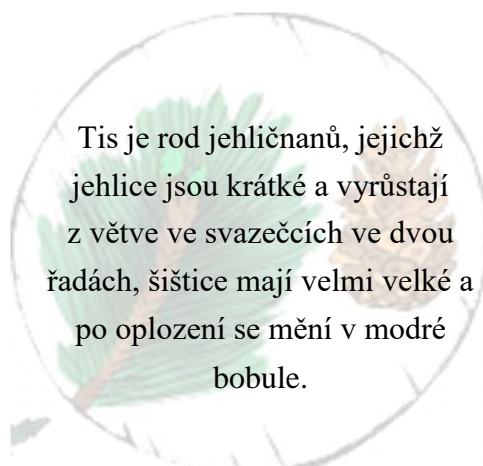 Tis je rod jehličnanů, jejichž
jehlice jsou krátké a vyrůstají
z větve ve svazečcích ve dvou
řadách, šištice mají velmi velké a
po oplození se mění v modré
bobule.